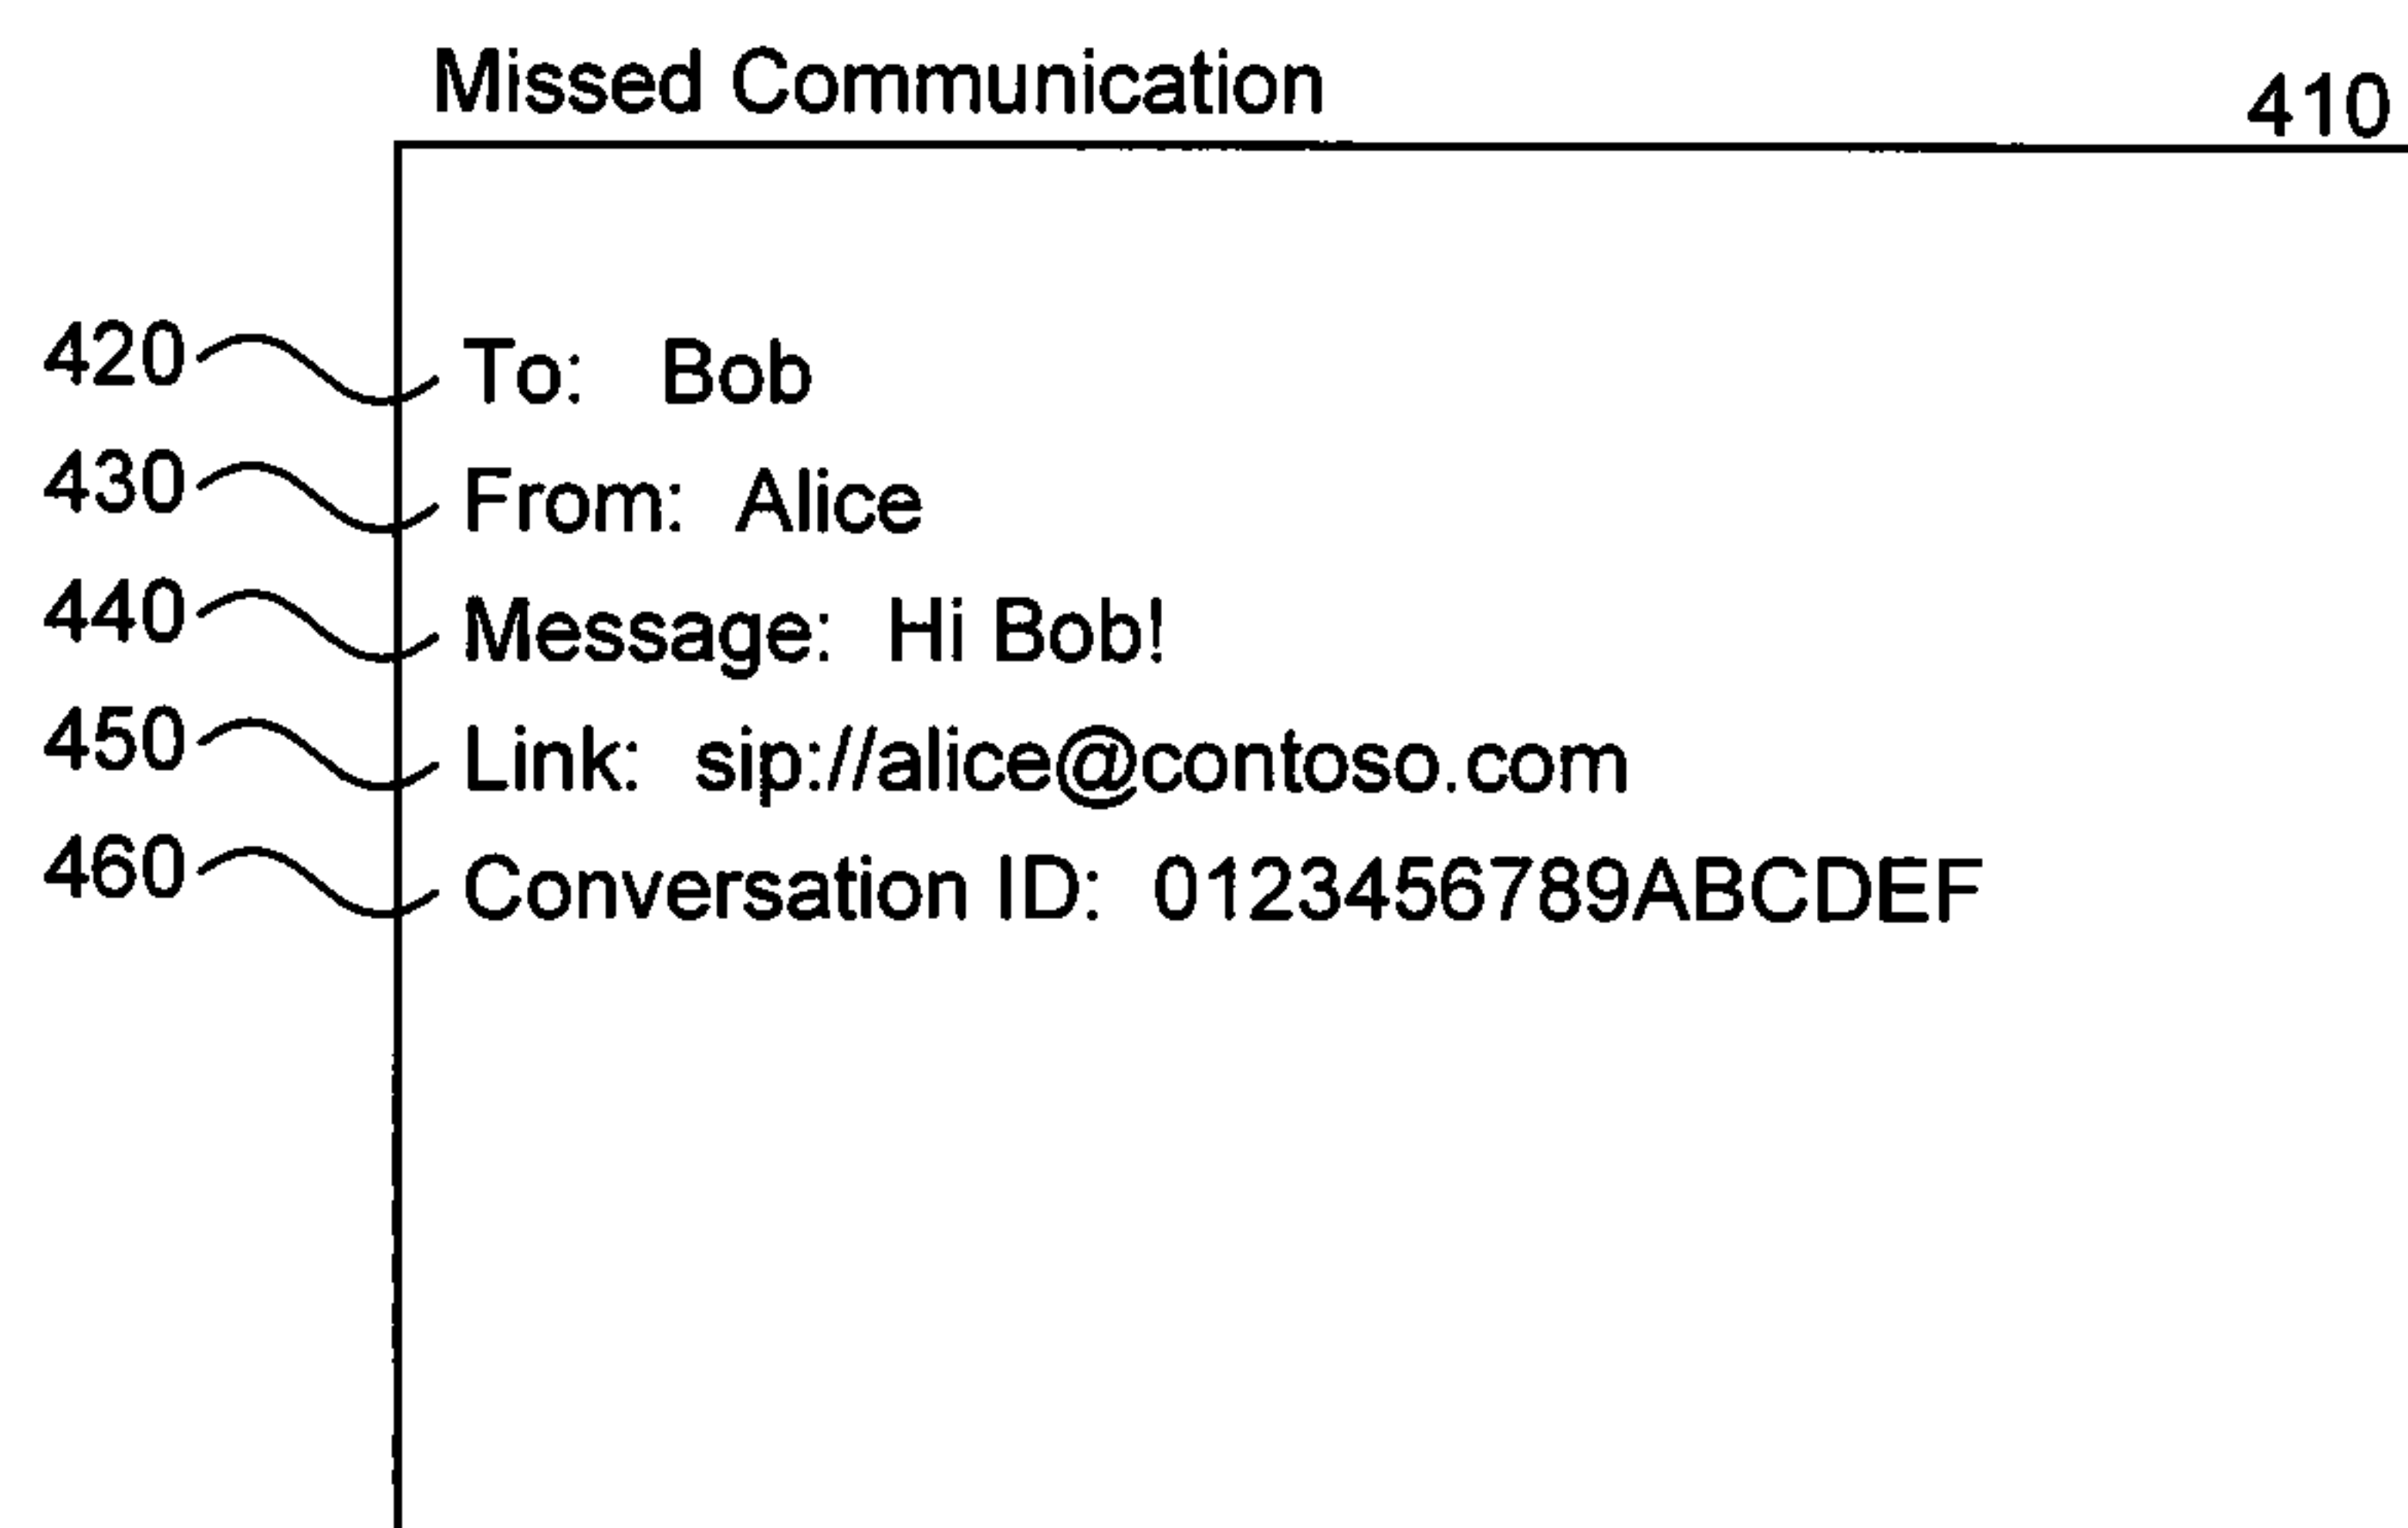 Missed Communication 410
420 To: Bob
430 From: Alice
440 Message: Hi Bob!
450 Link: sip://alice@contoso.com
460 Conversation ID: 0123456789ABCDEF